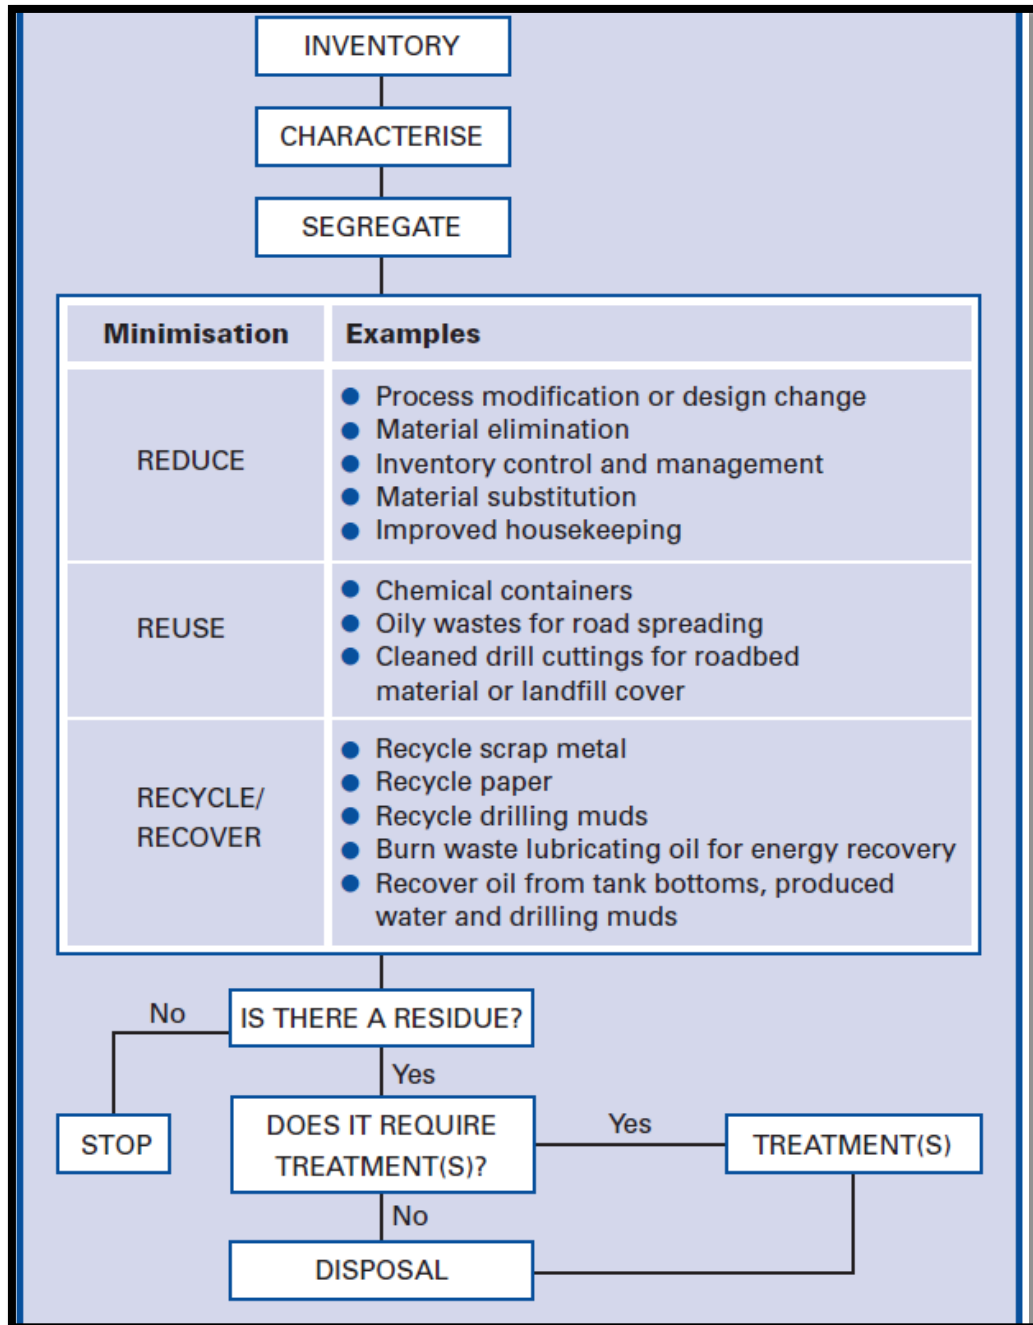 INVENTORY
CHARACTERISE
SEGREGATE
Minimisation
Examples
REDUCE
● Process modification or design change
● Material elimination
● Inventory control and management
● Material substitution
● Improved housekeeping
REUSE
● Chemical containers
● Oily wastes for road spreading
● Cleaned drill cuttings for roadbed
material or landfill cover
RECYCLE/
RECOVER
● Recycle scrap metal
● Recycle paper
● Recycle drilling muds
● Burn waste lubricating oil for energy recovery
● Recover oil from tank bottoms, produced
water and drilling muds
IS THERE A RESIDUE?
No
Yes
STOP
DOES IT REQUIRE
TREATMENT(S)?
Yes
TREATMENT(S)
No
DISPOSAL